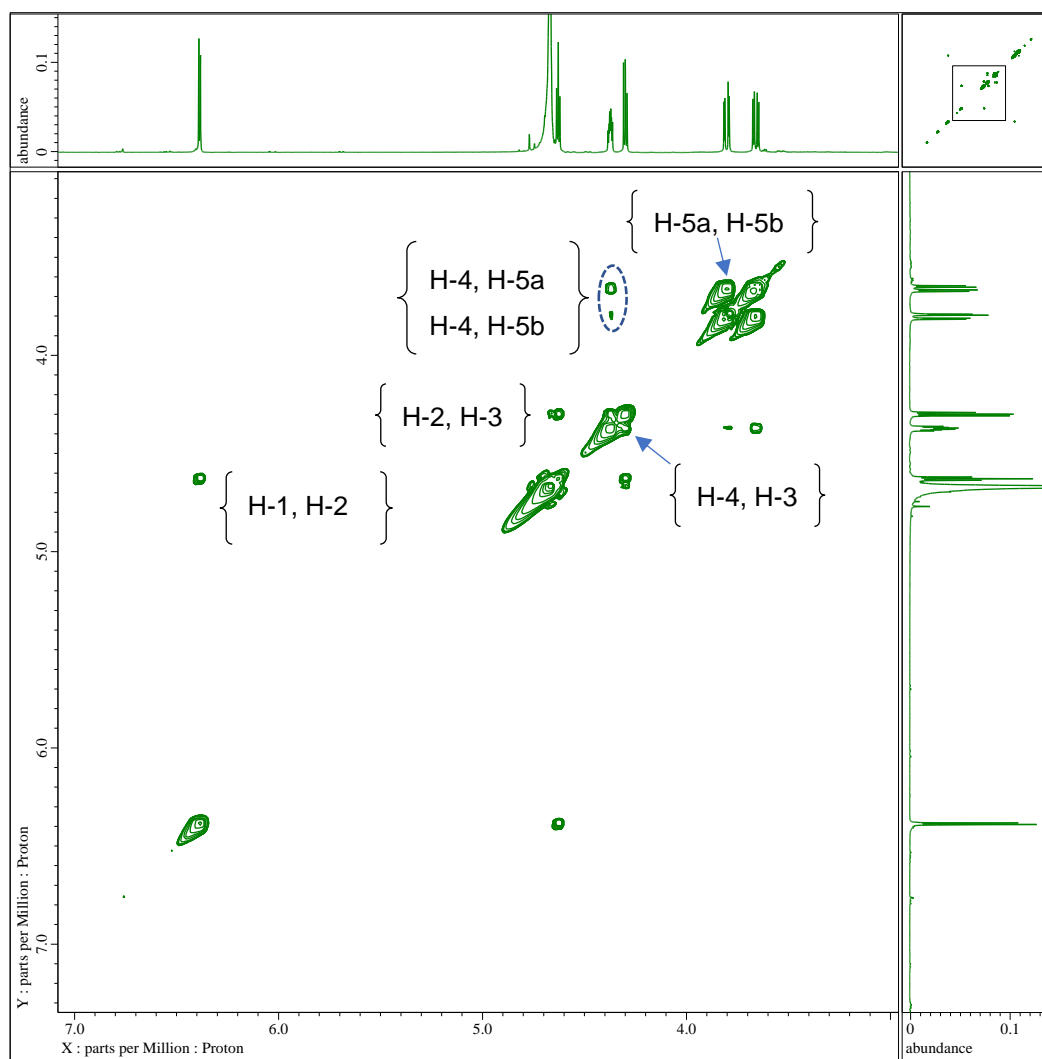 abundance
0
0.1
H-5a, H-5b
H-4, H-5a
H-4, H-5b
H-2, H-3
H-1, H-2
H-4, H-3
Y : parts per Million : Proton
4.0
5.0
6.0
7.0
7.0
6.0
5.0
4.0
X : parts per Million : Proton
0
0.1
abundance